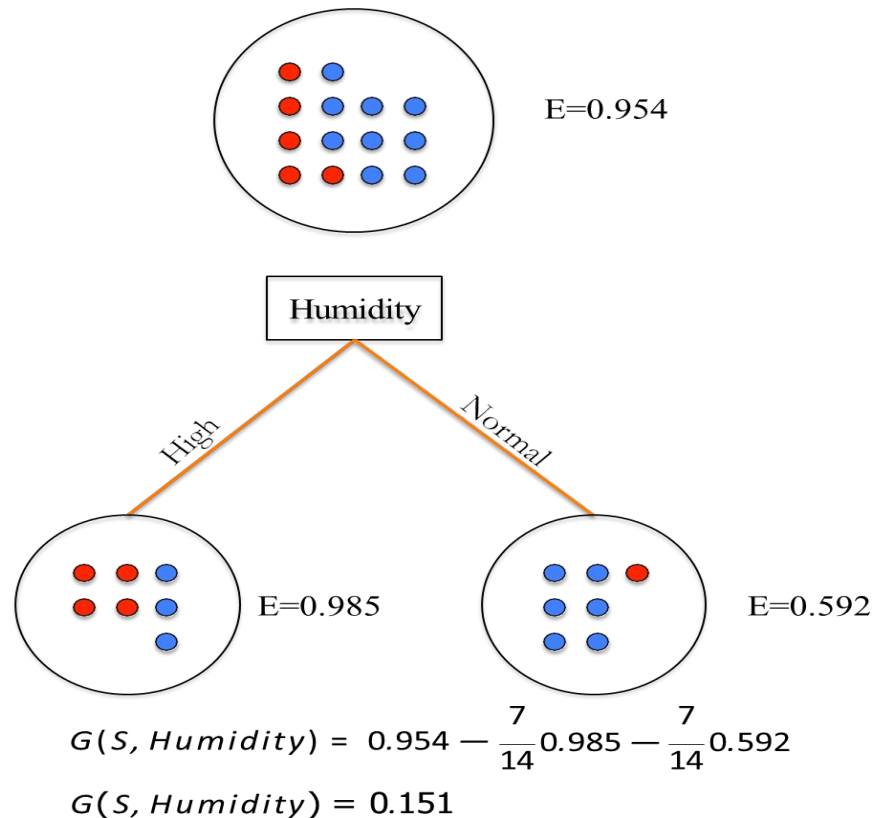 E=0.954
Humidity
High
Normal
E=0.985
E=0.592
G(S, Humidity) = 0.954 − 7/14 0.985 − 7/14 0.592
G(S, Humidity) = 0.151